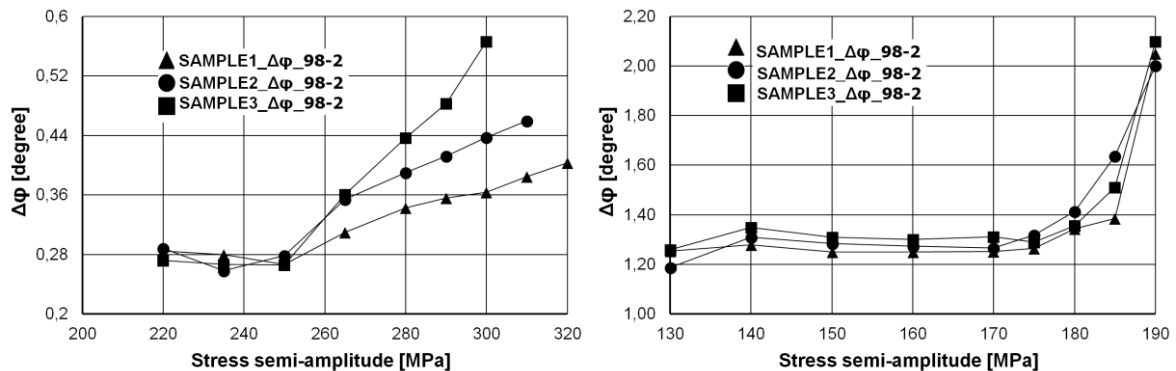 0,6
0,52
0,44
0,36
0,28
0,2
Δφ [degree]
SAMPLE1_Δφ_98-2
SAMPLE2_Δφ_98-2
SAMPLE3_Δφ_98-2
200 220 240 260 280 300 320
Stress semi-amplitude [MPa]
2,20
2,00
1,80
1,60
1,40
1,20
1,00
Δφ [degree]
SAMPLE1_Δφ_98-2
SAMPLE2_Δφ_98-2
SAMPLE3_Δφ_98-2
130 140 150 160 170 180 190
Stress semi-amplitude [MPa]